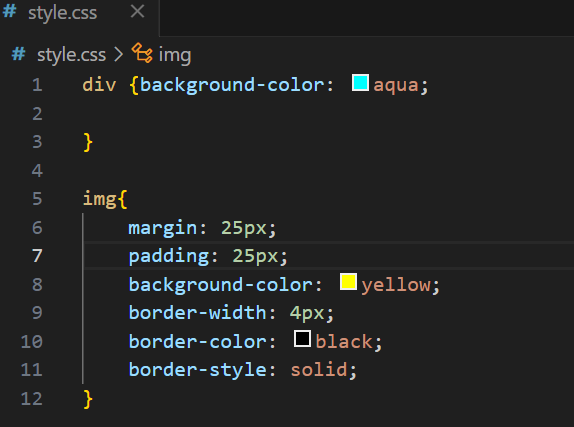 # style.css ×
# style.css > img
1 div {background-color: aqua;
2
3 }
4
5 img{
6 margin: 25px;
7 padding: 25px;
8 background-color: yellow;
9 border-width: 4px;
10 border-color: black;
11 border-style: solid;
12 }